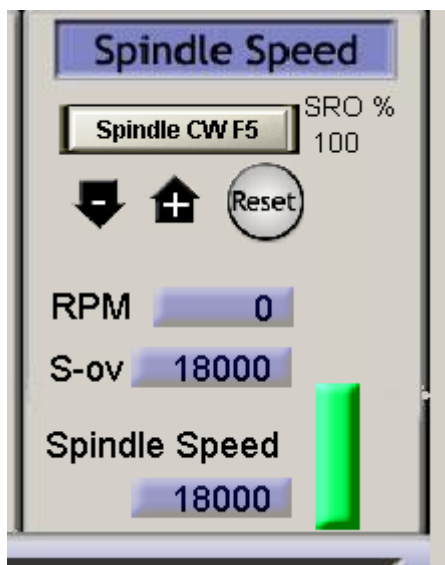 Spindle Speed
Spindle CW F5
SRO %
100
- + Reset
RPM 0
S-ov 18000
Spindle Speed
18000